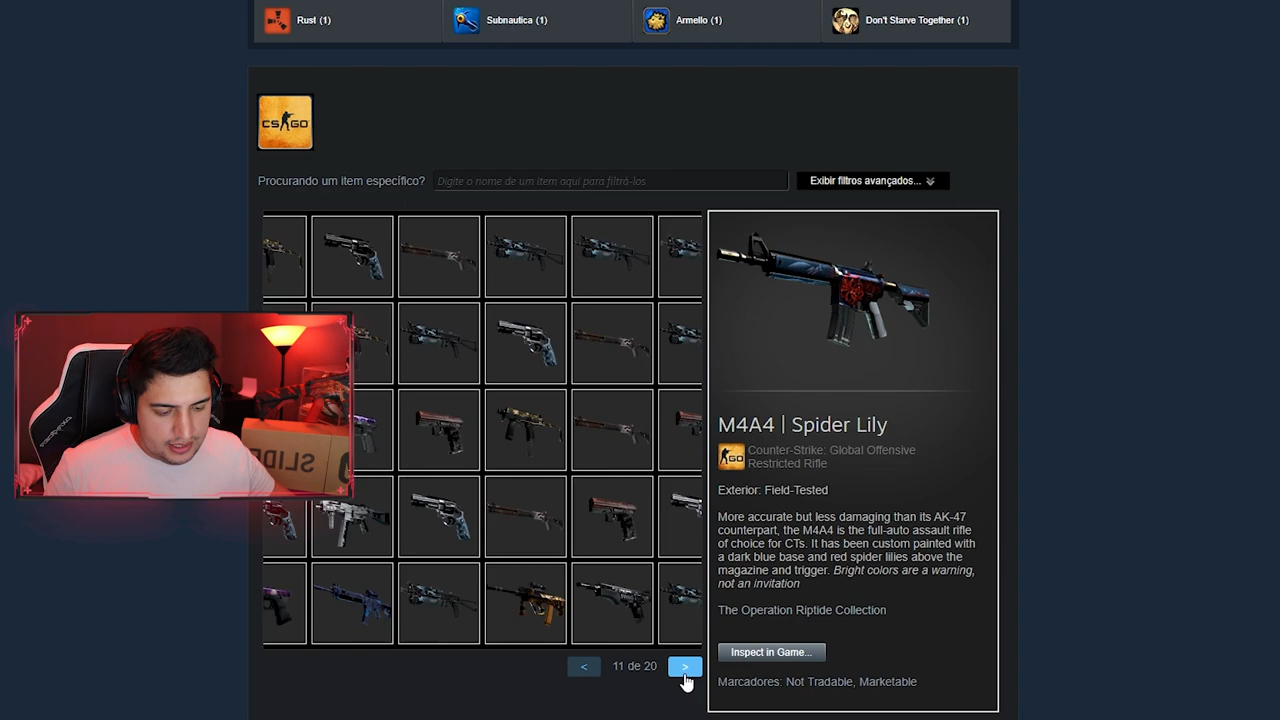 Rust (1)
Subnautica (1)
Armello (1)
Don't Starve Together (1)
CS GO
Procurando um item específico?
Digite o nome de um item aqui para filtrá-los
Exibir filtros avançados...
M4A4 | Spider Lily
GO
Counter-Strike: Global Offensive
Restricted Rifle
Exterior: Field-Tested
More accurate but less damaging than its AK-47
counterpart, the M4A4 is the full-auto assault rifle
of choice for CTs. It has been custom painted with
a dark blue base and red spider lilies above the
magazine and trigger. Bright colors are a warning,
not an invitation
The Operation Riptide Collection
Inspect in Game...
Marcadores: Not Tradable, Marketable
< 11 de 20 >
SLIDE